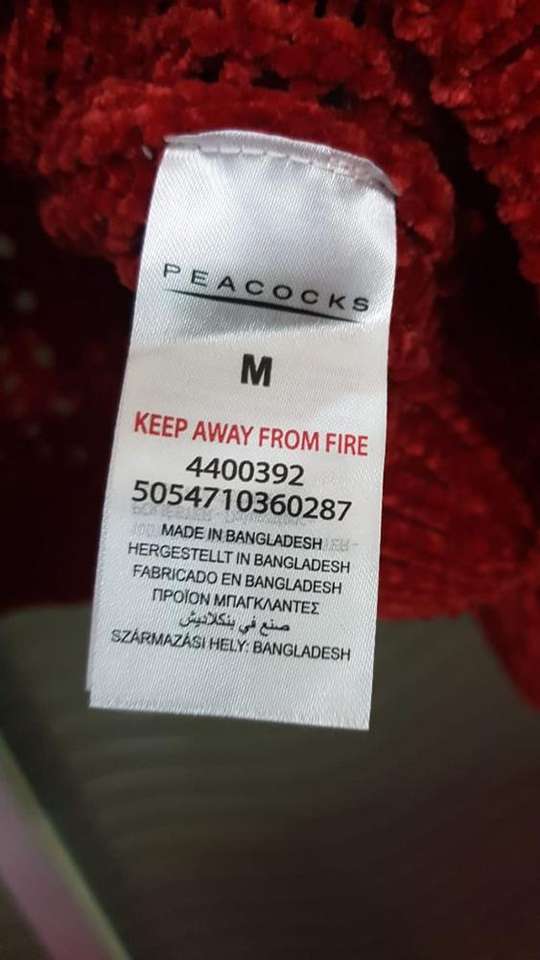 PEACOCKS
M
KEEP AWAY FROM FIRE
4400392
5054710360287
MADE IN BANGLADESH
HERGESTELLT IN BANGLADESH
FABRICADO EN BANGLADESH
ΠΡΟΪΟΝ ΜΠΑΓΚΛΑΝΤΕΣ
صنع في بنكلاديش
SZÁRMAZÁSI HELY: BANGLADESH